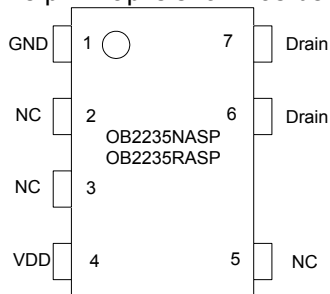 GND 1 7 Drain
NC 2 6 Drain
OB2235NASP
OB2235RASP
NC 3
VDD 4 5 NC